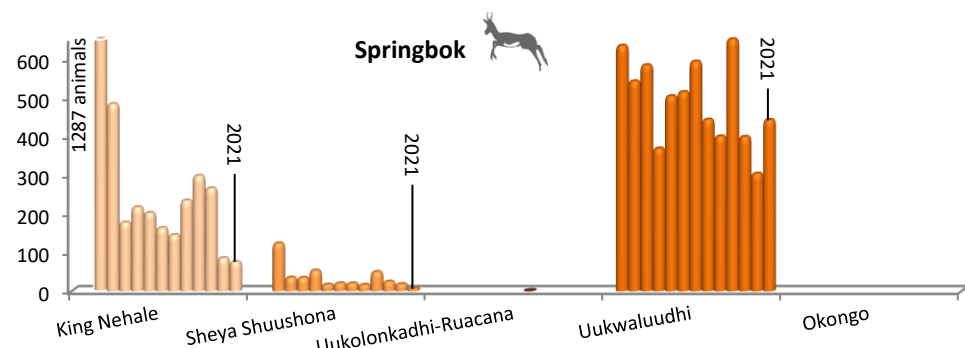 Springbok
1287 animals
600
500
400
300
200
100
0
2021
2021
2021
King Nehale
Sheya Shuushona
Uukolonkadhi-Ruacana
Uukwaluudhi
Okongo